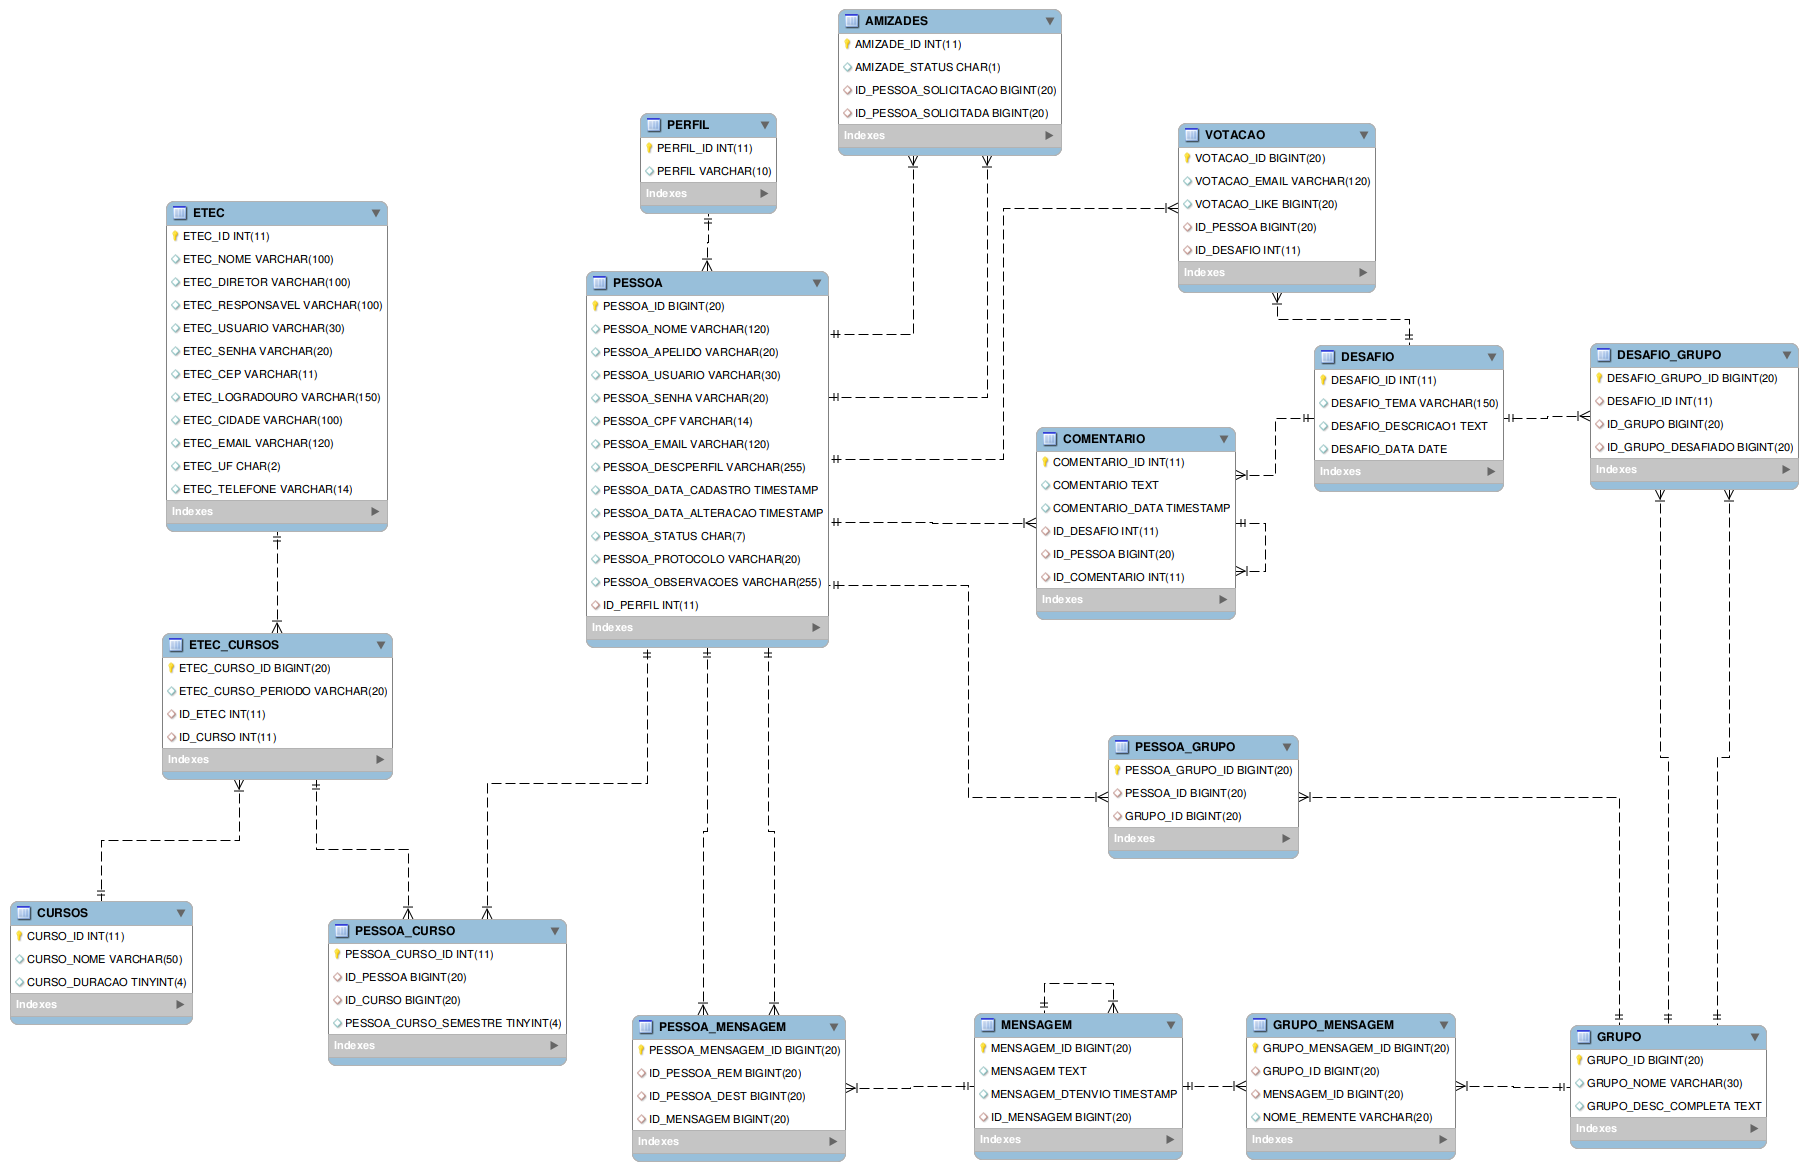 AMIZADES
AMIZADE_ID INT(11)
AMIZADE_STATUS CHAR(1)
ID_PESSOA_SOLICITACAO BIGINT(20)
ID_PESSOA_SOLICITADA BIGINT(20)
Indexes
PERFIL
PERFIL_ID INT(11)
PERFIL VARCHAR(10)
Indexes
VOTACAO
VOTACAO_ID BIGINT(20)
VOTACAO_EMAIL VARCHAR(120)
VOTACAO_LIKE BIGINT(20)
ID_PESSOA BIGINT(20)
ID_DESAFIO INT(11)
Indexes
ETEC
ETEC_ID INT(11)
ETEC_NOME VARCHAR(100)
ETEC_DIRETOR VARCHAR(100)
ETEC_RESPONSAVEL VARCHAR(100)
ETEC_USUARIO VARCHAR(30)
ETEC_SENHA VARCHAR(20)
ETEC_CEP VARCHAR(11)
ETEC_LOGRADOURO VARCHAR(150)
ETEC_CIDADE VARCHAR(100)
ETEC_EMAIL VARCHAR(120)
ETEC_UF CHAR(2)
ETEC_TELEFONE VARCHAR(14)
Indexes
PESSOA
PESSOA_ID BIGINT(20)
PESSOA_NOME VARCHAR(120)
PESSOA_APELIDO VARCHAR(20)
PESSOA_USUARIO VARCHAR(30)
PESSOA_SENHA VARCHAR(20)
PESSOA_CPF VARCHAR(14)
PESSOA_EMAIL VARCHAR(120)
PESSOA_DESCPERFIL VARCHAR(255)
PESSOA_DATA_CADASTRO TIMESTAMP
PESSOA_DATA_ALTERACAO TIMESTAMP
PESSOA_STATUS CHAR(7)
PESSOA_PROTOCOLO VARCHAR(20)
PESSOA_OBSERVACOES VARCHAR(255)
ID_PERFIL INT(11)
Indexes
DESAFIO
DESAFIO_ID INT(11)
DESAFIO_TEMA VARCHAR(150)
DESAFIO_DESCRICAO1 TEXT
DESAFIO_DATA DATE
Indexes
DESAFIO_GRUPO
DESAFIO_GRUPO_ID BIGINT(20)
DESAFIO_ID INT(11)
ID_GRUPO BIGINT(20)
ID_GRUPO_DESAFIADO BIGINT(20)
Indexes
COMENTARIO
COMENTARIO_ID INT(11)
COMENTARIO TEXT
COMENTARIO_DATA TIMESTAMP
ID_DESAFIO INT(11)
ID_PESSOA BIGINT(20)
ID_COMENTARIO INT(11)
Indexes
ETEC_CURSOS
ETEC_CURSO_ID BIGINT(20)
ETEC_CURSO_PERIODO VARCHAR(20)
ID_ETEC INT(11)
ID_CURSO INT(11)
Indexes
PESSOA_GRUPO
PESSOA_GRUPO_ID BIGINT(20)
PESSOA_ID BIGINT(20)
GRUPO_ID BIGINT(20)
Indexes
CURSOS
CURSO_ID INT(11)
CURSO_NOME VARCHAR(50)
CURSO_DURACAO TINYINT(4)
Indexes
PESSOA_CURSO
PESSOA_CURSO_ID INT(11)
ID_PESSOA BIGINT(20)
ID_CURSO BIGINT(20)
PESSOA_CURSO_SEMESTRE TINYINT(4)
Indexes
PESSOA_MENSAGEM
PESSOA_MENSAGEM_ID BIGINT(20)
ID_PESSOA_REM BIGINT(20)
ID_PESSOA_DEST BIGINT(20)
ID_MENSAGEM BIGINT(20)
Indexes
MENSAGEM
MENSAGEM_ID BIGINT(20)
MENSAGEM TEXT
MENSAGEM_DTENVIO TIMESTAMP
ID_MENSAGEM BIGINT(20)
Indexes
GRUPO_MENSAGEM
GRUPO_MENSAGEM_ID BIGINT(20)
GRUPO_ID BIGINT(20)
MENSAGEM_ID BIGINT(20)
NOME_REMENTE VARCHAR(20)
Indexes
GRUPO
GRUPO_ID BIGINT(20)
GRUPO_NOME VARCHAR(30)
GRUPO_DESC_COMPLETA TEXT
Indexes